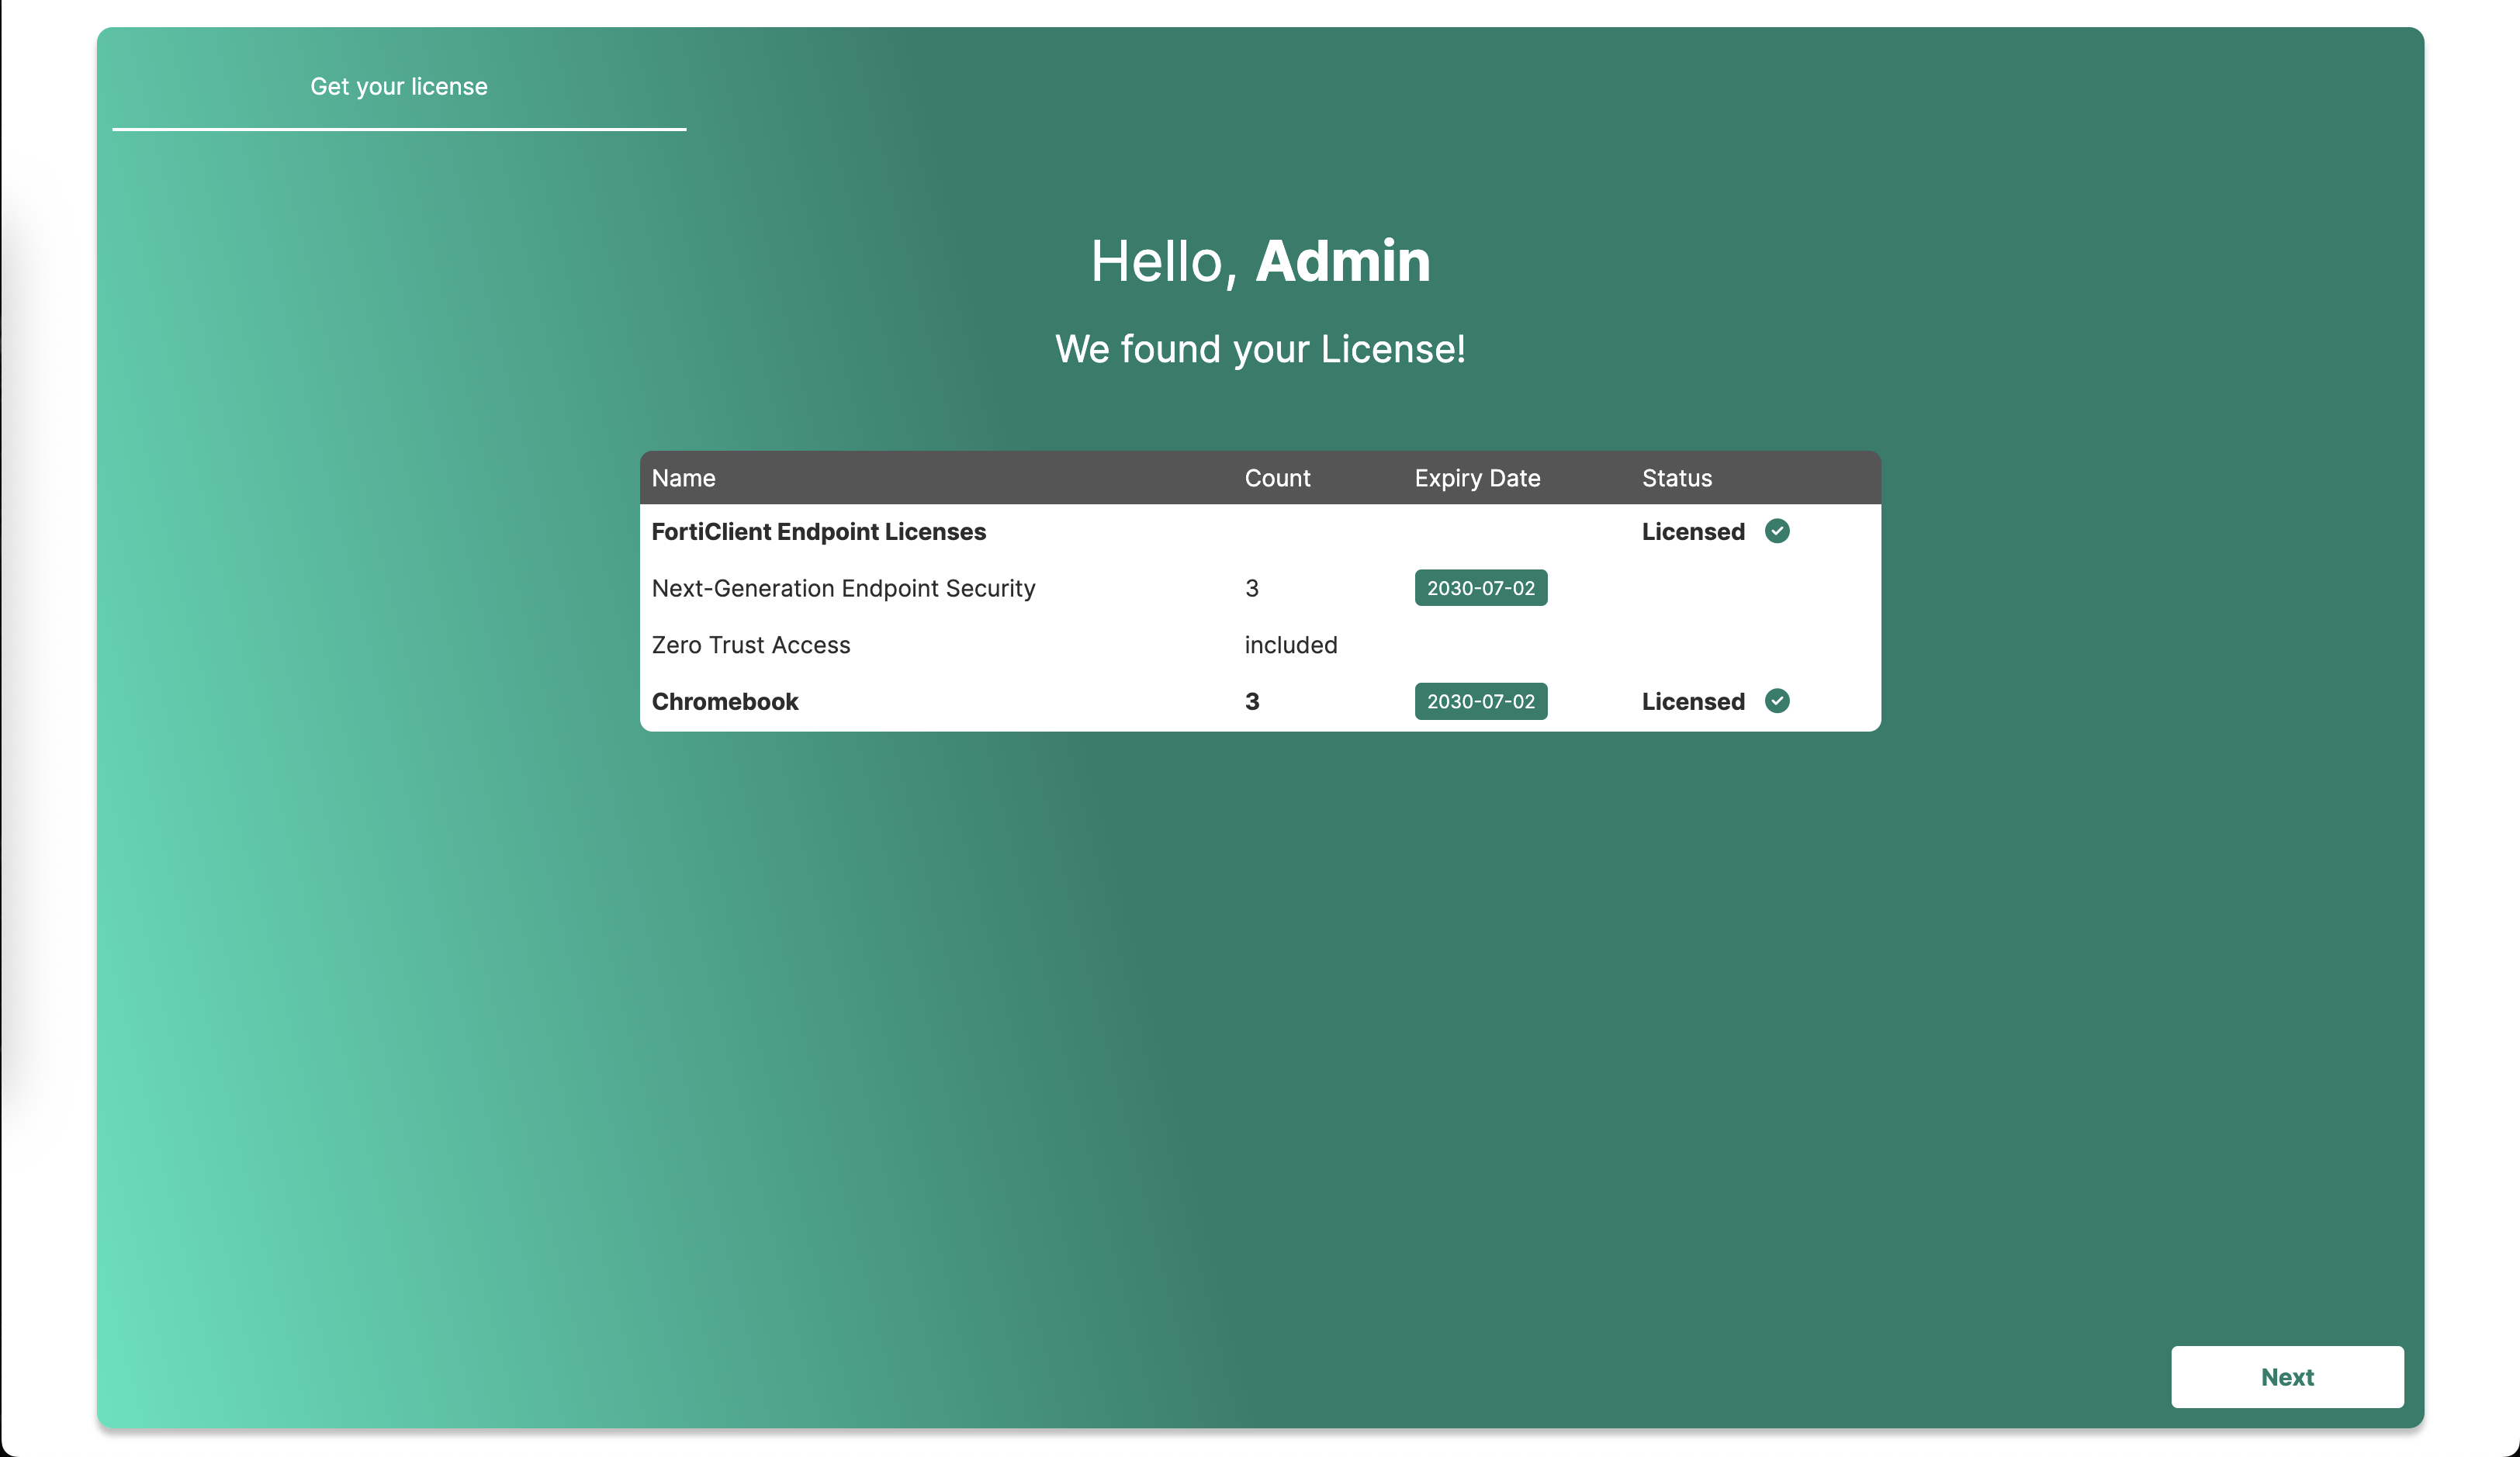 Get your license
Hello, Admin
We found your License!
Name Count Expiry Date Status
FortiClient Endpoint Licenses Licensed
Next-Generation Endpoint Security 3 2030-07-02
Zero Trust Access included
Chromebook 3 2030-07-02 Licensed
Next